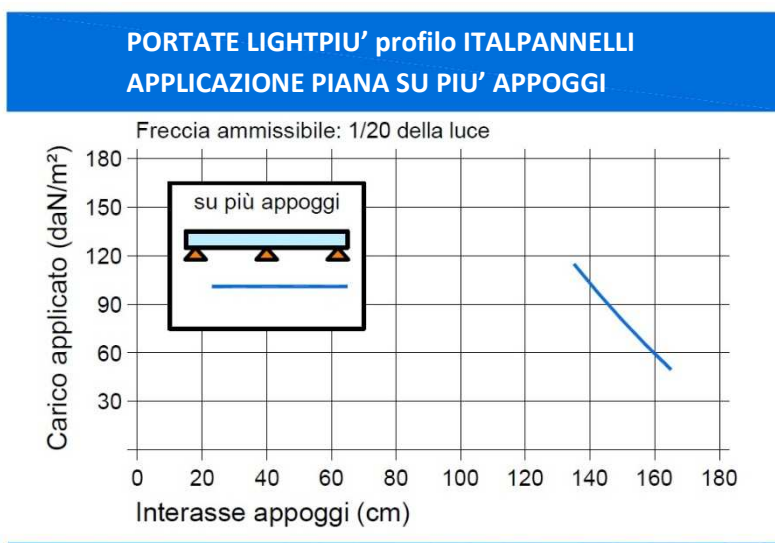 PORTATE LIGHTPIU' profilo ITALPANNELLI
APPLICAZIONE PIANA SU PIU' APPOGGI
Freccia ammissibile: 1/20 della luce
Carico applicato (daN/m²)
180
150
120
90
60
30
su più appoggi
0 20 40 60 80 100 120 140 160 180
Interasse appoggi (cm)